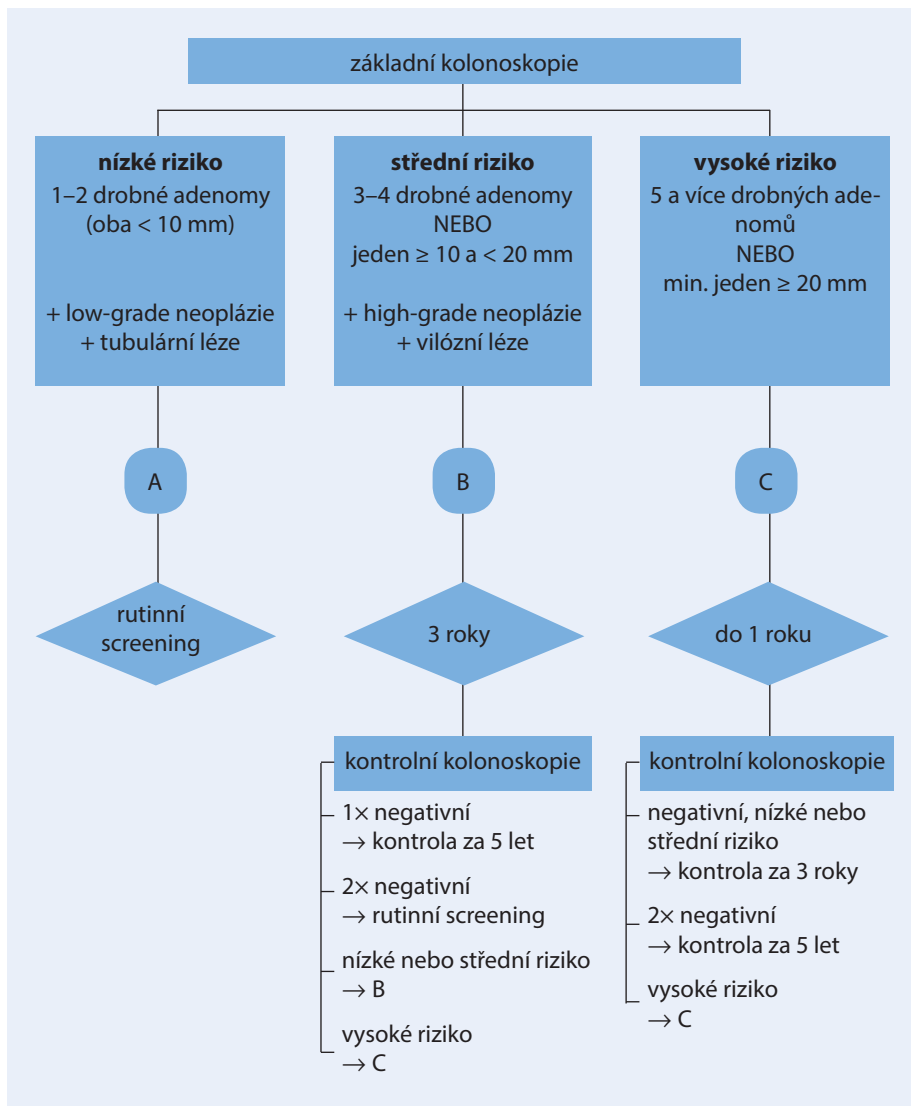 základní kolonoskopie
nízké riziko
1–2 drobné adenomy
(oba < 10 mm)
+ low-grade neoplázie
+ tubulární léze
střední riziko
3–4 drobné adenomy
NEBO
jeden ≥ 10 a < 20 mm
+ high-grade neoplázie
+ vilózní léze
vysoké riziko
5 a více drobných ade-
nomů
NEBO
min. jeden ≥ 20 mm
A
B
C
rutinní
screening
3 roky
do 1 roku
kontrolní kolonoskopie
1× negativní
→ kontrola za 5 let
2× negativní
→ rutinní screening
nízké nebo střední riziko
→ B
vysoké riziko
→ C
kontrolní kolonoskopie
negativní, nízké nebo
střední riziko
→ kontrola za 3 roky
2× negativní
→ kontrola za 5 let
vysoké riziko
→ C